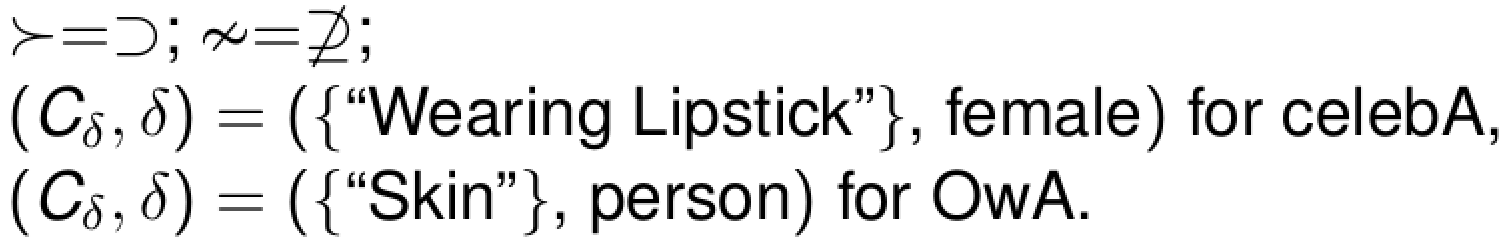 ≻=⊃; ≁=⊉;
(C_δ, δ) = ({“Wearing Lipstick”}, female) for celebA,
(C_δ, δ) = ({“Skin”}, person) for OwA.